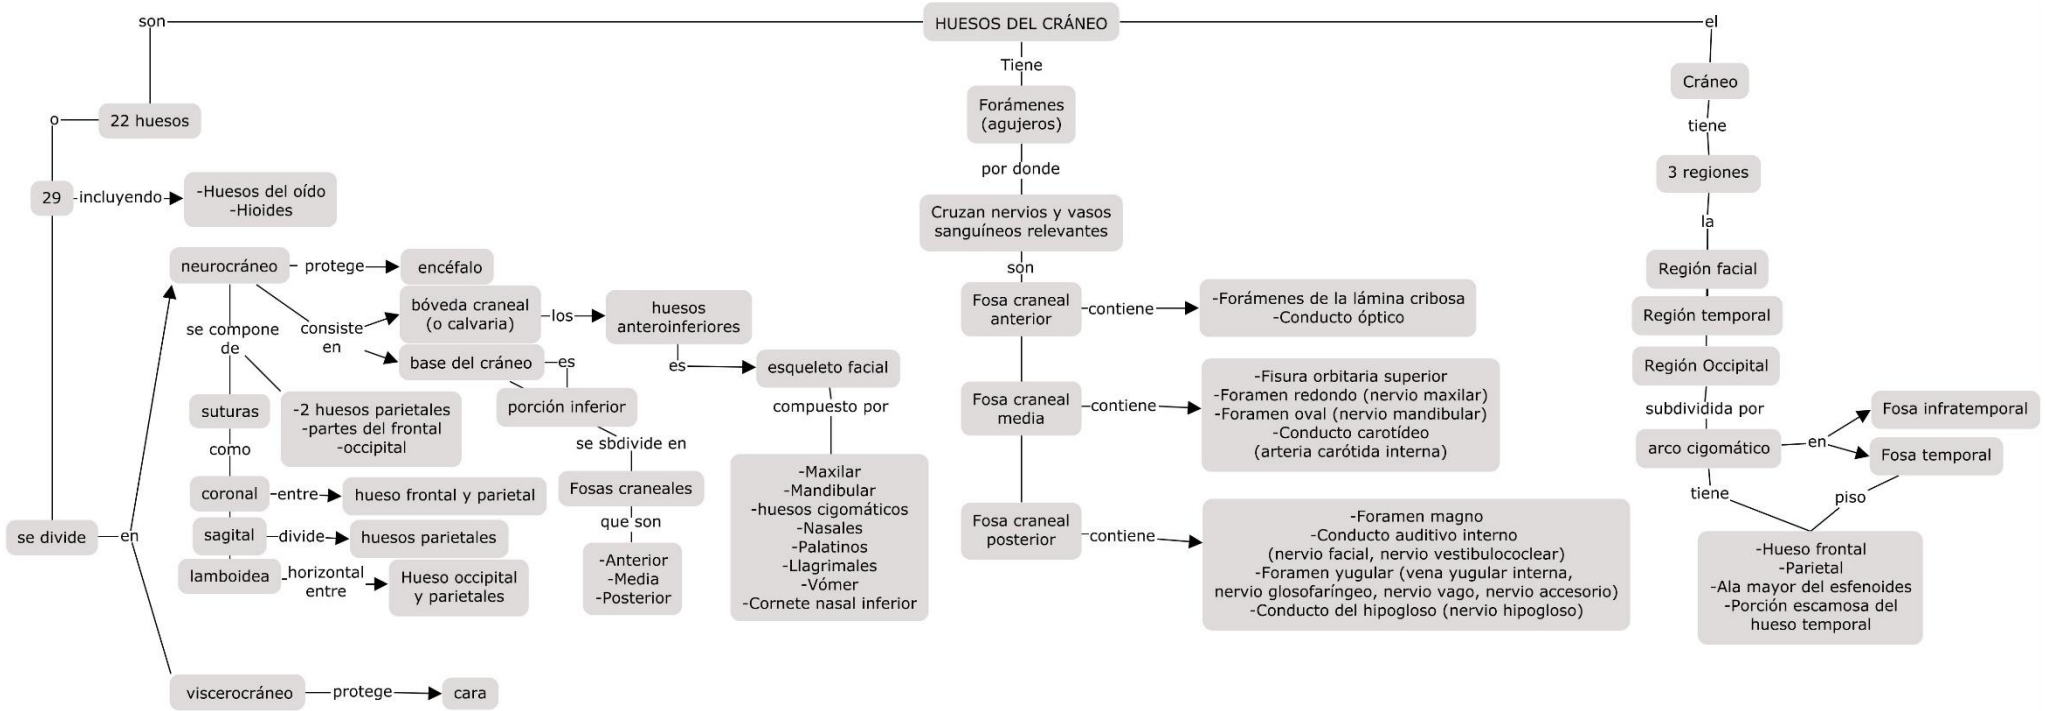 HUESOS DEL CRÁNEO
son
22 huesos
o
29
incluyendo
-Huesos del oído
-Hioides
se divide
en
neurocráneo
protege
encéfalo
consiste
en
bóveda craneal
(o calvaria)
los
huesos
anteroinferiores
es
esqueleto facial
compuesto por
-Maxilar
-Mandibular
-huesos cigomáticos
-Nasales
-Palatinos
-Llagrimales
-Vómer
-Cornete nasal inferior
base del cráneo
es
porción inferior
se sbdivide en
Fosas craneales
que son
-Anterior
-Media
-Posterior
se compone
de
-2 huesos parietales
-partes del frontal
-occipital
suturas
como
coronal
entre
hueso frontal y parietal
sagital
divide
huesos parietales
lamboidea
horizontal
entre
Hueso occipital
y parietales
viscerocráneo
protege
cara
Tiene
Forámenes
(agujeros)
por donde
Cruzan nervios y vasos
sanguíneos relevantes
son
Fosa craneal
anterior
contiene
-Forámenes de la lámina cribosa
-Conducto óptico
Fosa craneal
media
contiene
-Fisura orbitaria superior
-Foramen redondo (nervio maxilar)
-Foramen oval (nervio mandibular)
-Conducto carotídeo
(arteria carótida interna)
Fosa craneal
posterior
contiene
-Foramen magno
-Conducto auditivo interno
(nervio facial, nervio vestibulococlear)
-Foramen yugular (vena yugular interna,
nervio glosofaríngeo, nervio vago, nervio accesorio)
-Conducto del hipogloso (nervio hipogloso)
el
Cráneo
tiene
3 regiones
la
Región facial
Región temporal
Región Occipital
subdividida por
arco cigomático
en
Fosa infratemporal
Fosa temporal
tiene
piso
-Hueso frontal
-Parietal
-Ala mayor del esfenoides
-Porción escamosa del
hueso temporal